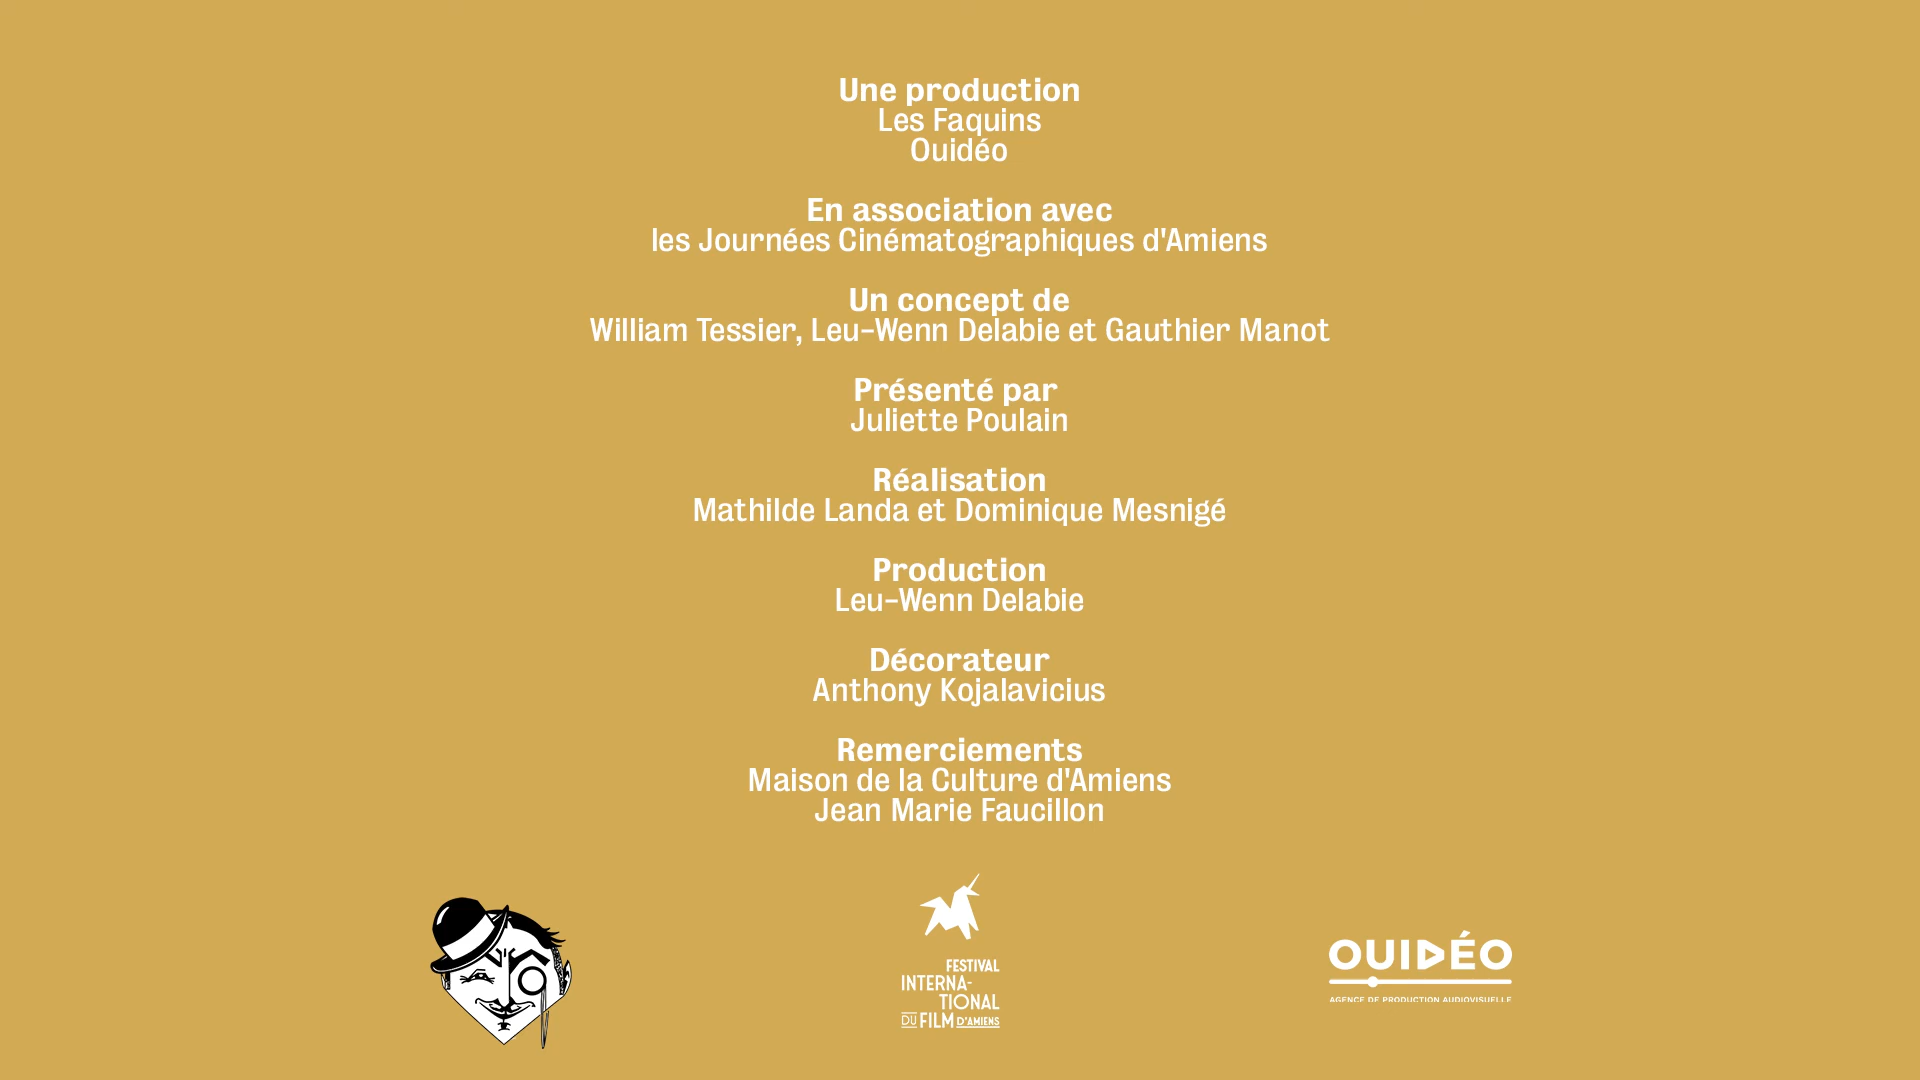 Une production
Les Faquins
Ouidéo
En association avec
les Journées Cinématographiques d'Amiens
Un concept de
William Tessier, Leu-Wenn Delabie et Gauthier Manot
Présenté par
Juliette Poulain
Réalisation
Mathilde Landa et Dominique Mesnigé
Production
Leu-Wenn Delabie
Décorateur
Anthony Kojalavicius
Remerciements
Maison de la Culture d'Amiens
Jean Marie Faucillon
FESTIVAL
INTERNA-
TIONAL
DU FILM D'AMIENS
OUIDÉO
AGENCE DE PRODUCTION AUDIOVISUELLE